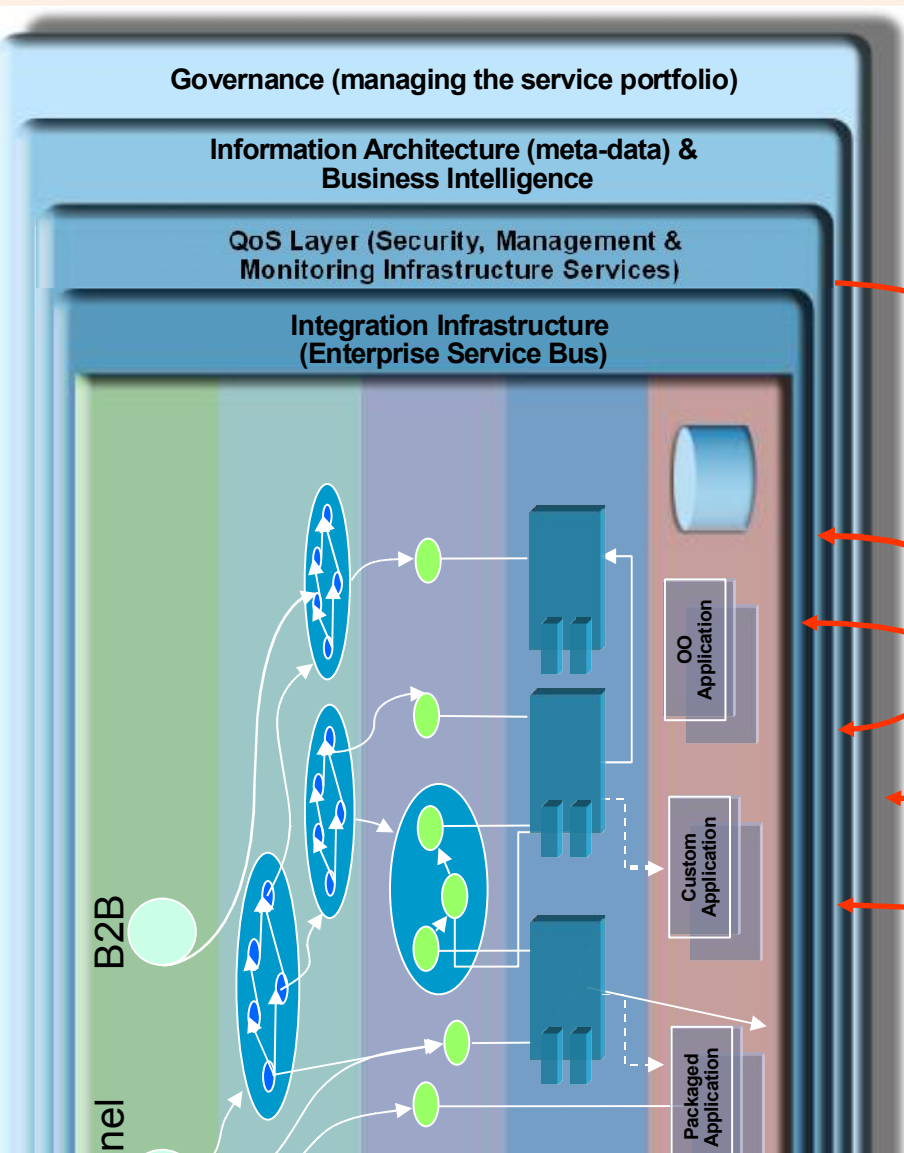 Governance (managing the service portfolio)
Information Architecture (meta-data) &
Business Intelligence
QoS Layer (Security, Management &
Monitoring Infrastructure Services)
Integration Infrastructure
(Enterprise Service Bus)
OO
Application
Custom
Application
B2B
Packaged
Application
nel